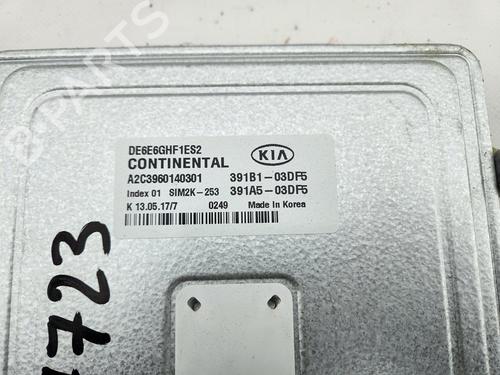 DE6E6GHF1ES2
CONTINENTAL KIA
A2C3960140301 391B1-03DF5
Index 01 SIM2K-253 391A5-03DF5
K 13.05.17/7 0249 Made In Korea
1723
B-PARTS